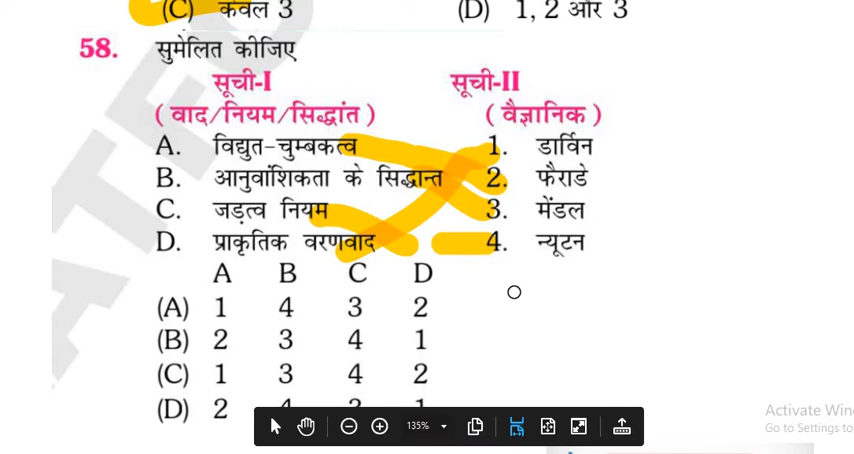 (C) केवल 3 (D) 1, 2 और 3
58. सुमेलित कीजिए
सूची-I सूची-II
( वाद/नियम/सिद्धांत ) ( वैज्ञानिक )
A. विद्युत-चुम्बकत्व 1. डार्विन
B. आनुवांशिकता के सिद्धान्त 2. फैराडे
C. जड़त्व नियम 3. मेंडल
D. प्राकृतिक वरणवाद 4. न्यूटन
A B C D
(A) 1 4 3 2
(B) 2 3 4 1
(C) 1 3 4 2
(D) 2
135%
Activate Win
Go to Settings to